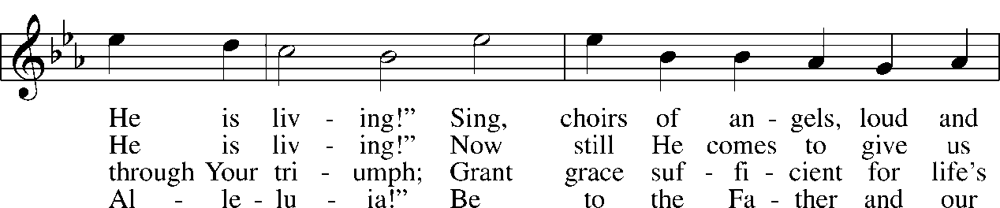 He is liv - ing!” Sing, choirs of an - gels, loud and
He is liv - ing!” Now still He comes to give us
through Your tri - umph; Grant grace suf - fi - cient for life’s
Al - le - lu - ia!” Be to the Fa - ther and our